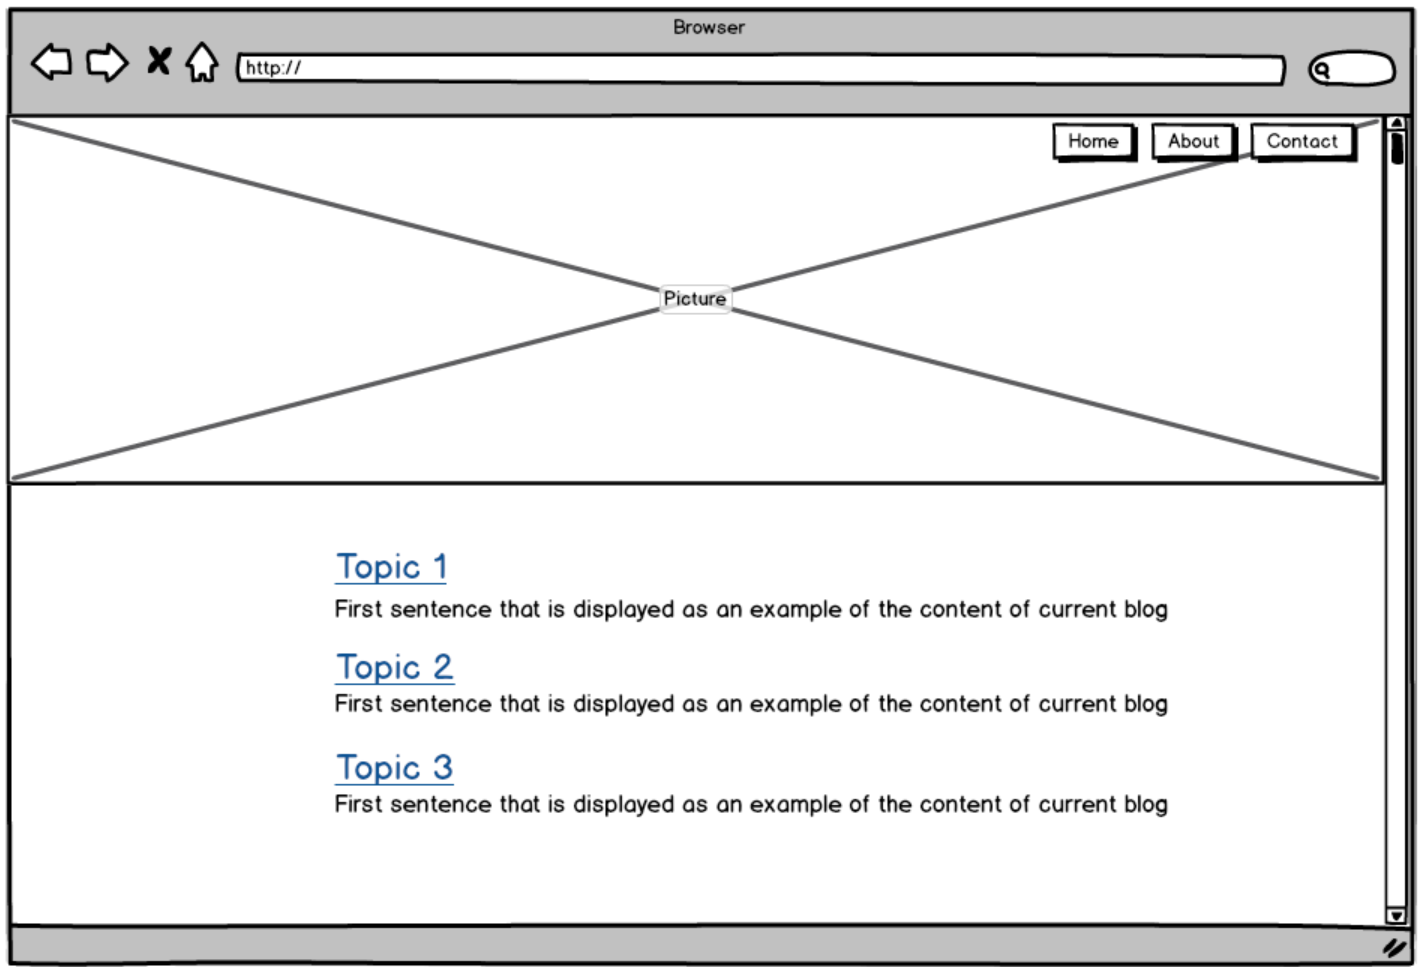 Browser
http://
Home About Contact
Picture
Topic 1
First sentence that is displayed as an example of the content of current blog
Topic 2
First sentence that is displayed as an example of the content of current blog
Topic 3
First sentence that is displayed as an example of the content of current blog